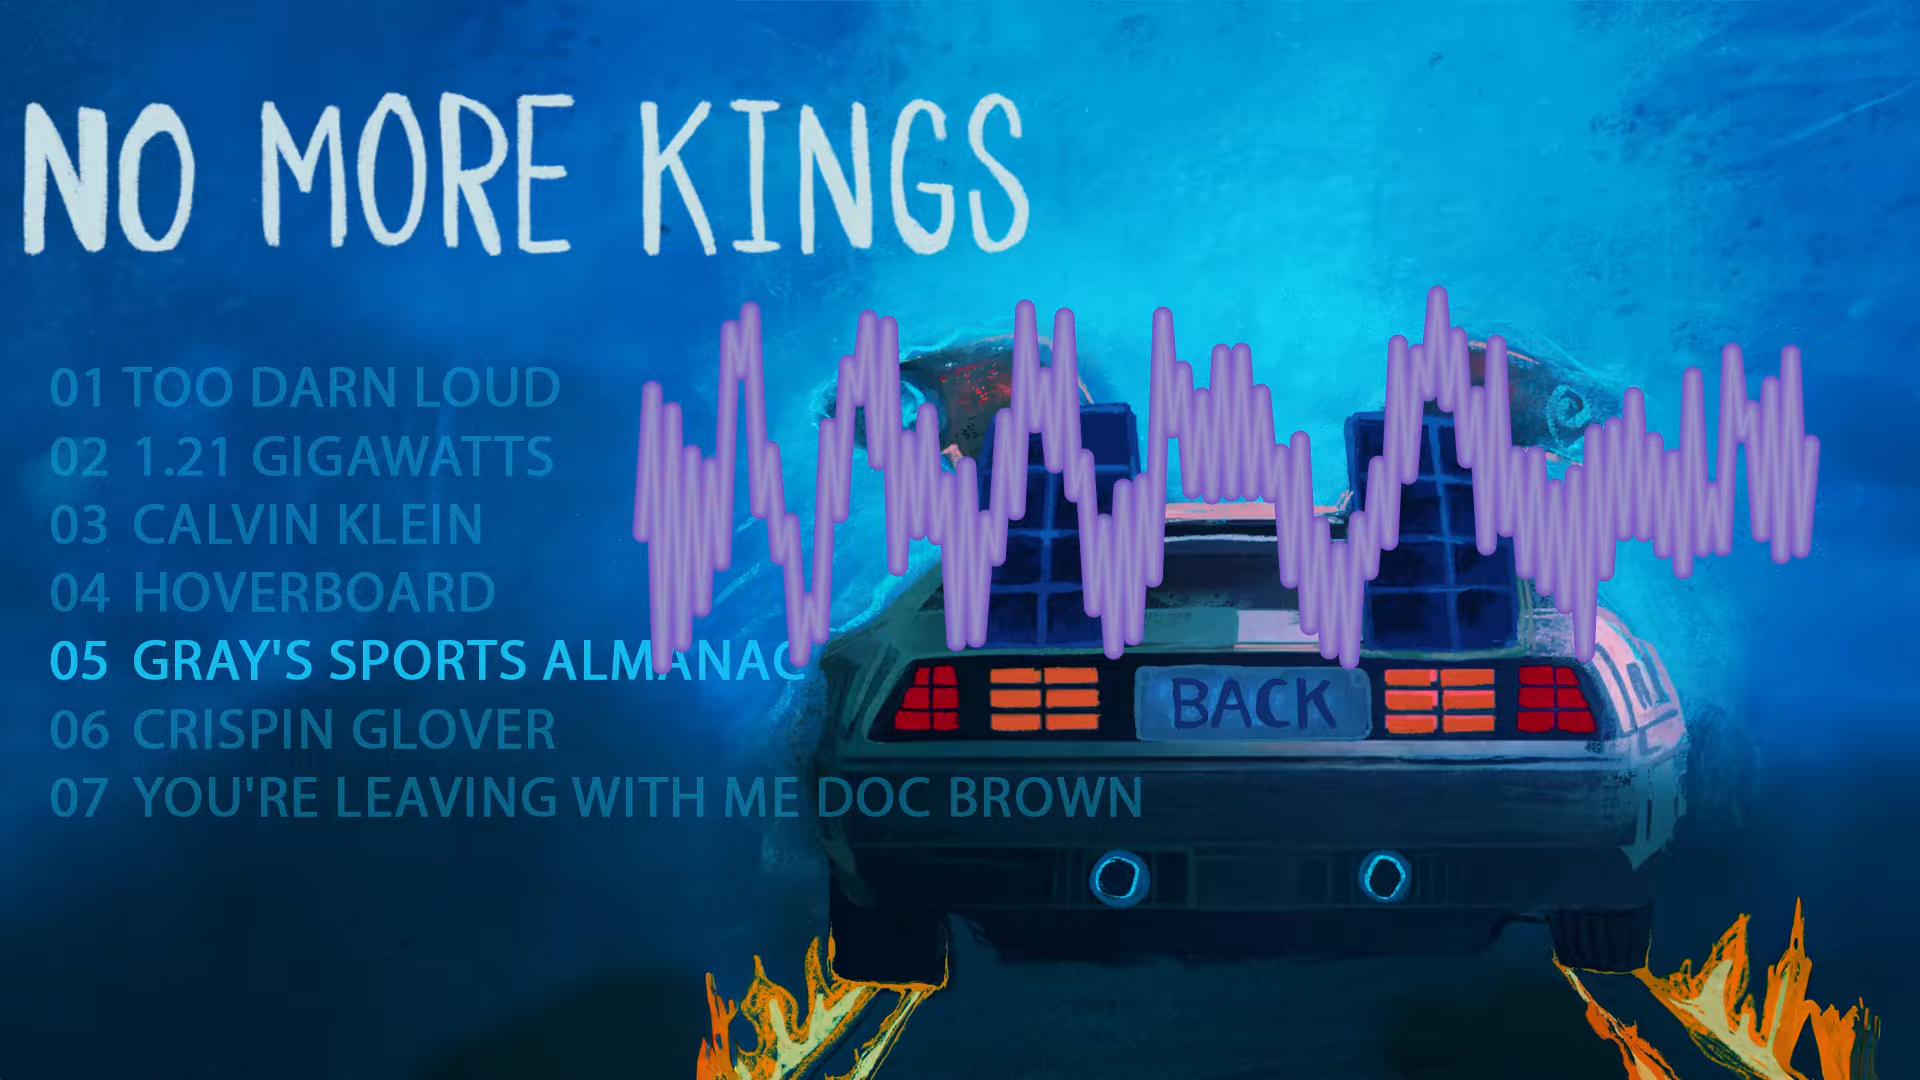 NO MORE KINGS
01 TOO DARN LOUD
02 1.21 GIGAWATTS
03 CALVIN KLEIN
04 HOVERBOARD
05 GRAY'S SPORTS ALMANAC
06 CRISPIN GLOVER
07 YOU'RE LEAVING WITH ME DOC BROWN
BACK